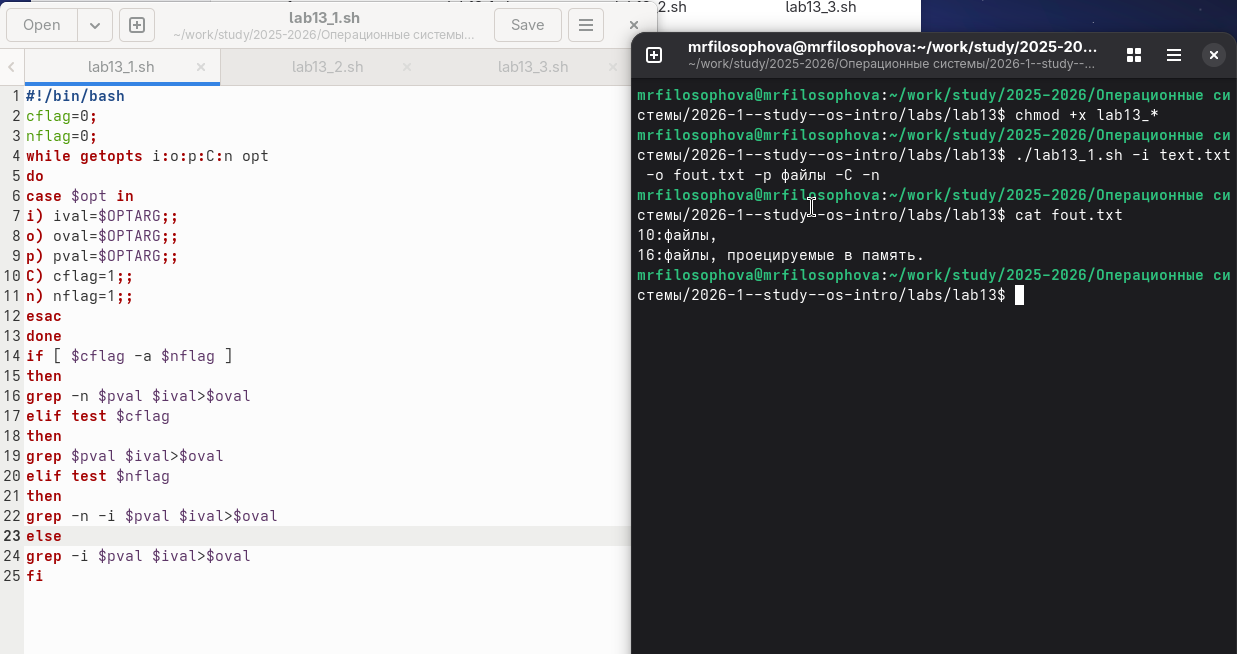 2.sh
lab13_3.sh
Open
lab13_1.sh
~/work/study/2025-2026/Операционные системы…
Save
lab13_1.sh
lab13_2.sh
lab13_3.sh
1 #!/bin/bash
2 cflag=0;
3 nflag=0;
4 while getopts i:o:p:C:n opt
5 do
6 case $opt in
7 i) ival=$OPTARG;;
8 o) oval=$OPTARG;;
9 p) pval=$OPTARG;;
10 C) cflag=1;;
11 n) nflag=1;;
12 esac
13 done
14 if [ $cflag -a $nflag ]
15 then
16 grep -n $pval $ival>$oval
17 elif test $cflag
18 then
19 grep $pval $ival>$oval
20 elif test $nflag
21 then
22 grep -n -i $pval $ival>$oval
23 else
24 grep -i $pval $ival>$oval
25 fi
mrfilosophova@mrfilosophova:~/work/study/2025-20…
~/work/study/2025-2026/Операционные системы/2026-1--study--…
mrfilosophova@mrfilosophova:~/work/study/2025-2026/Операционные си
стемы/2026-1--study--os-intro/labs/lab13$ chmod +x lab13_*
mrfilosophova@mrfilosophova:~/work/study/2025-2026/Операционные си
стемы/2026-1--study--os-intro/labs/lab13$ ./lab13_1.sh -i text.txt
-o fout.txt -p файлы -C -n
mrfilosophova@mrfilosophova:~/work/study/2025-2026/Операционные си
стемы/2026-1--study--os-intro/labs/lab13$ cat fout.txt
10:файлы,
16:файлы, проецируемые в память.
mrfilosophova@mrfilosophova:~/work/study/2025-2026/Операционные си
стемы/2026-1--study--os-intro/labs/lab13$